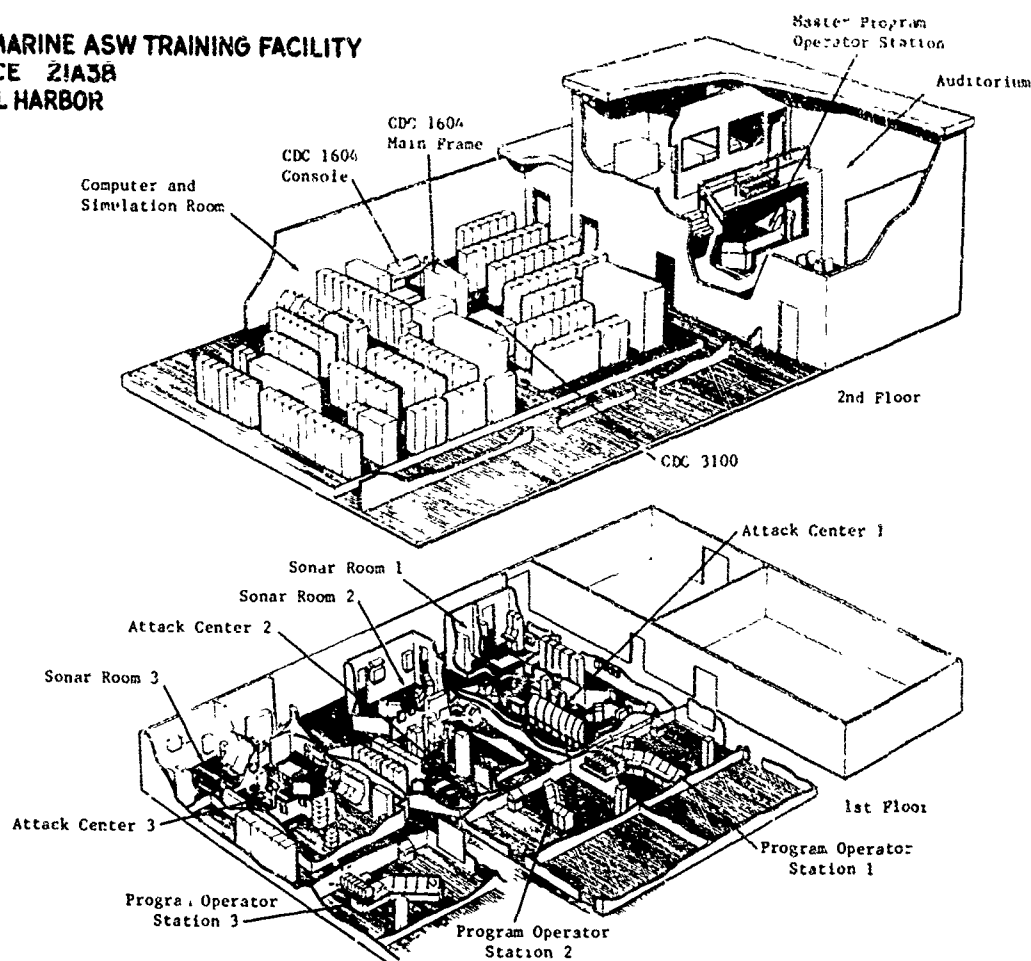 MARINE ASW TRAINING FACILITY
CE 21A3B
L HARBOR
Master Program
Operator Station
Auditorium
CDC 1604
Main Frame
CDC 1604
Console
Computer and
Simulation Room
2nd Floor
CDC 3100
Attack Center 1
Sonar Room 1
Sonar Room 2
Attack Center 2
Sonar Room 3
1st Floor
Attack Center 3
Program Operator
Station 1
Program Operator
Station 3
Program Operator
Station 2